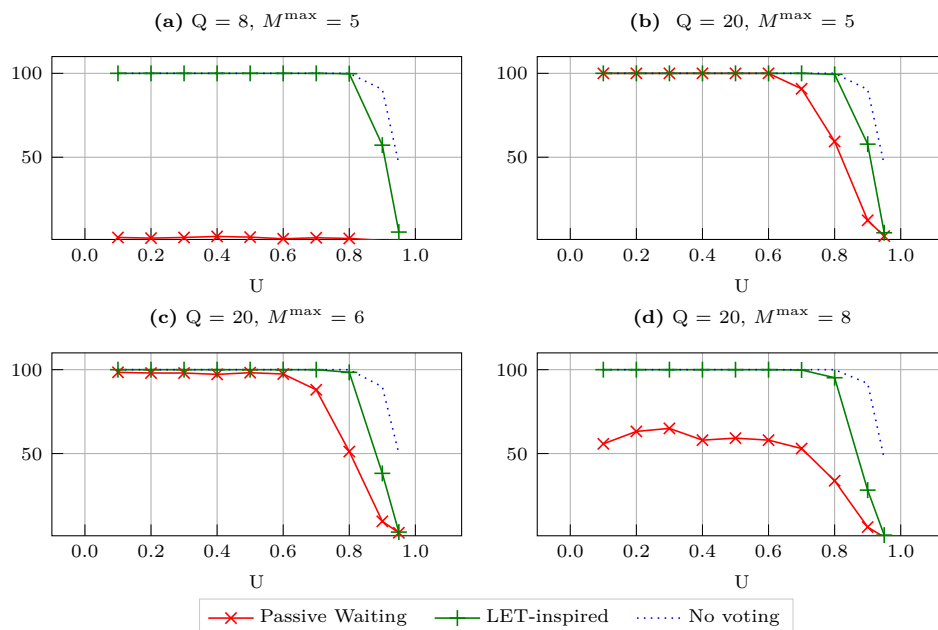 (a) Q = 8, M^max = 5
(b) Q = 20, M^max = 5
100
50
0.0 0.2 0.4 0.6 0.8 1.0
U
100
50
0.0 0.2 0.4 0.6 0.8 1.0
U
(c) Q = 20, M^max = 6
(d) Q = 20, M^max = 8
100
50
0.0 0.2 0.4 0.6 0.8 1.0
U
100
50
0.0 0.2 0.4 0.6 0.8 1.0
U
Passive Waiting LET-inspired No voting